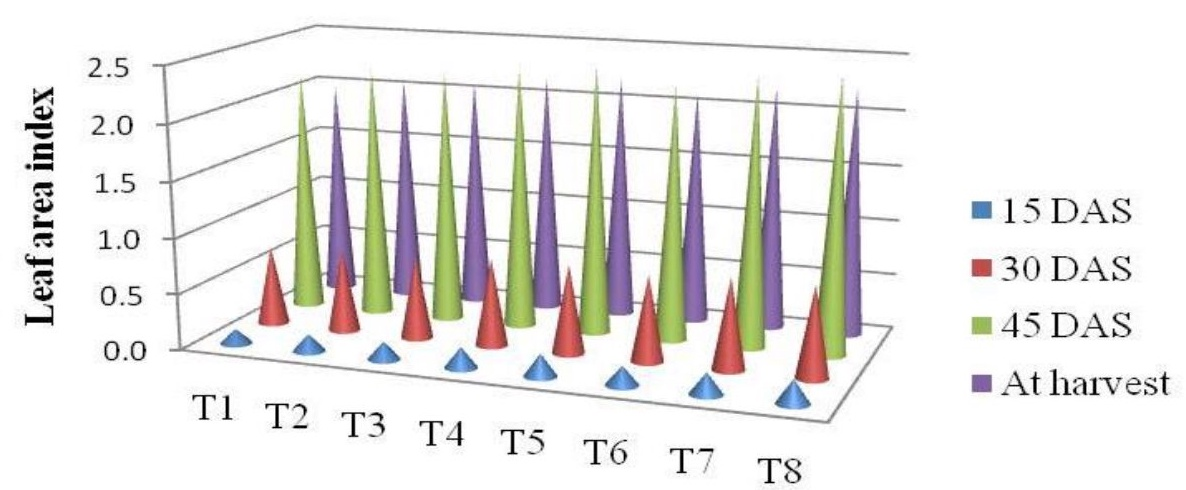 Leaf area index
2.5
2.0
1.5
1.0
0.5
0.0
T1
T2
T3
T4
T5
T6
T7
T8
15 DAS
30 DAS
45 DAS
At harvest